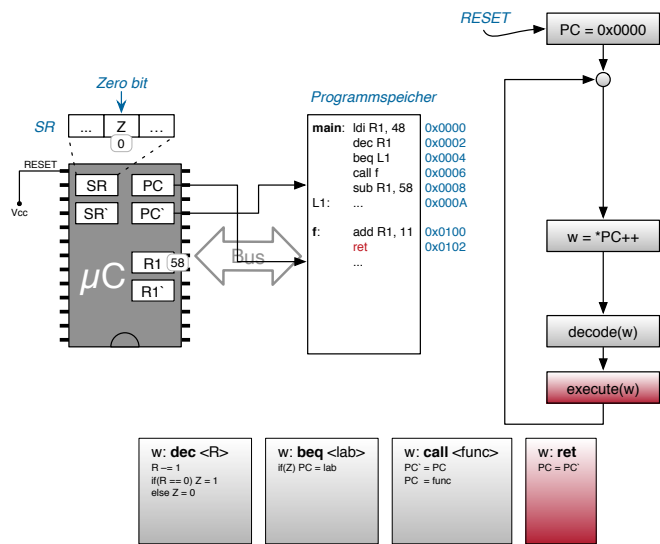 RESET
PC = 0x0000
Zero bit
Programmspeicher
SR
... Z ...
0
main: ldi R1, 48 0x0000
dec R1 0x0002
beq L1 0x0004
call f 0x0006
sub R1, 58 0x0008
L1: ... 0x000A
f: add R1, 11 0x0100
ret 0x0102
...
RESET
Vcc
SR PC
SR` PC`
R1 58
R1`
µC
Bus
w = *PC++
decode(w)
execute(w)
w: dec <R>
R -= 1
if(R == 0) Z = 1
else Z = 0
w: beq <lab>
if(Z) PC = lab
w: call <func>
PC` = PC
PC = func
w: ret
PC = PC`